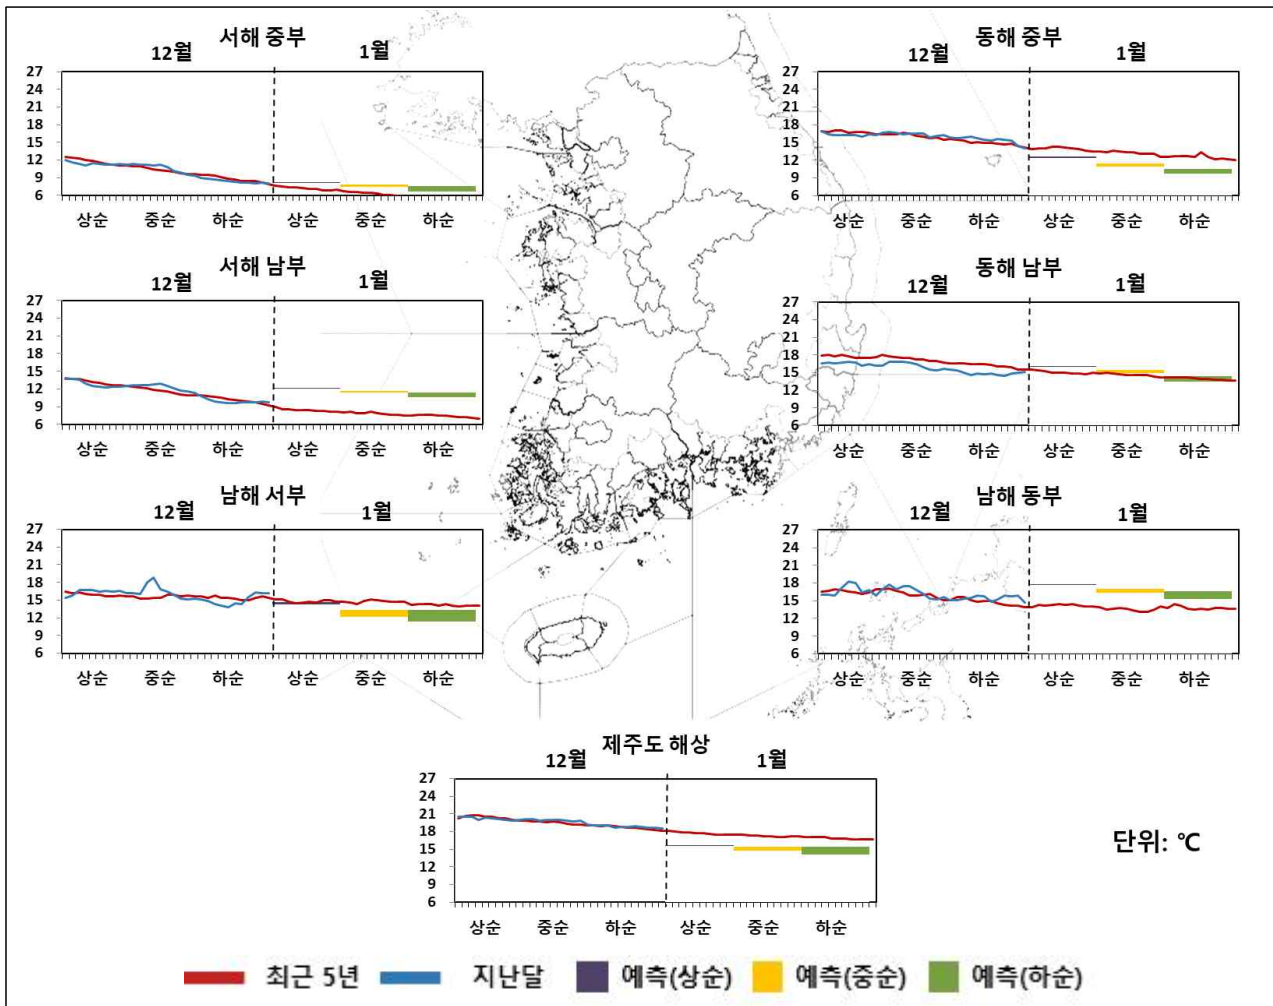 서해 중부
12월 1월
27
24
21
18
15
12
9
6
상순 중순 하순 상순 중순 하순
동해 중부
12월 1월
27
24
21
18
15
12
9
6
상순 중순 하순 상순 중순 하순
서해 남부
12월 1월
27
24
21
18
15
12
9
6
상순 중순 하순 상순 중순 하순
동해 남부
12월 1월
27
24
21
18
15
12
9
6
상순 중순 하순 상순 중순 하순
남해 서부
12월 1월
27
24
21
18
15
12
9
6
상순 중순 하순 상순 중순 하순
남해 동부
12월 1월
27
24
21
18
15
12
9
6
상순 중순 하순 상순 중순 하순
제주도 해상
12월 1월
27
24
21
18
15
12
9
6
상순 중순 하순 상순 중순 하순
단위: ℃
최근 5년 지난달 예측(상순) 예측(중순) 예측(하순)